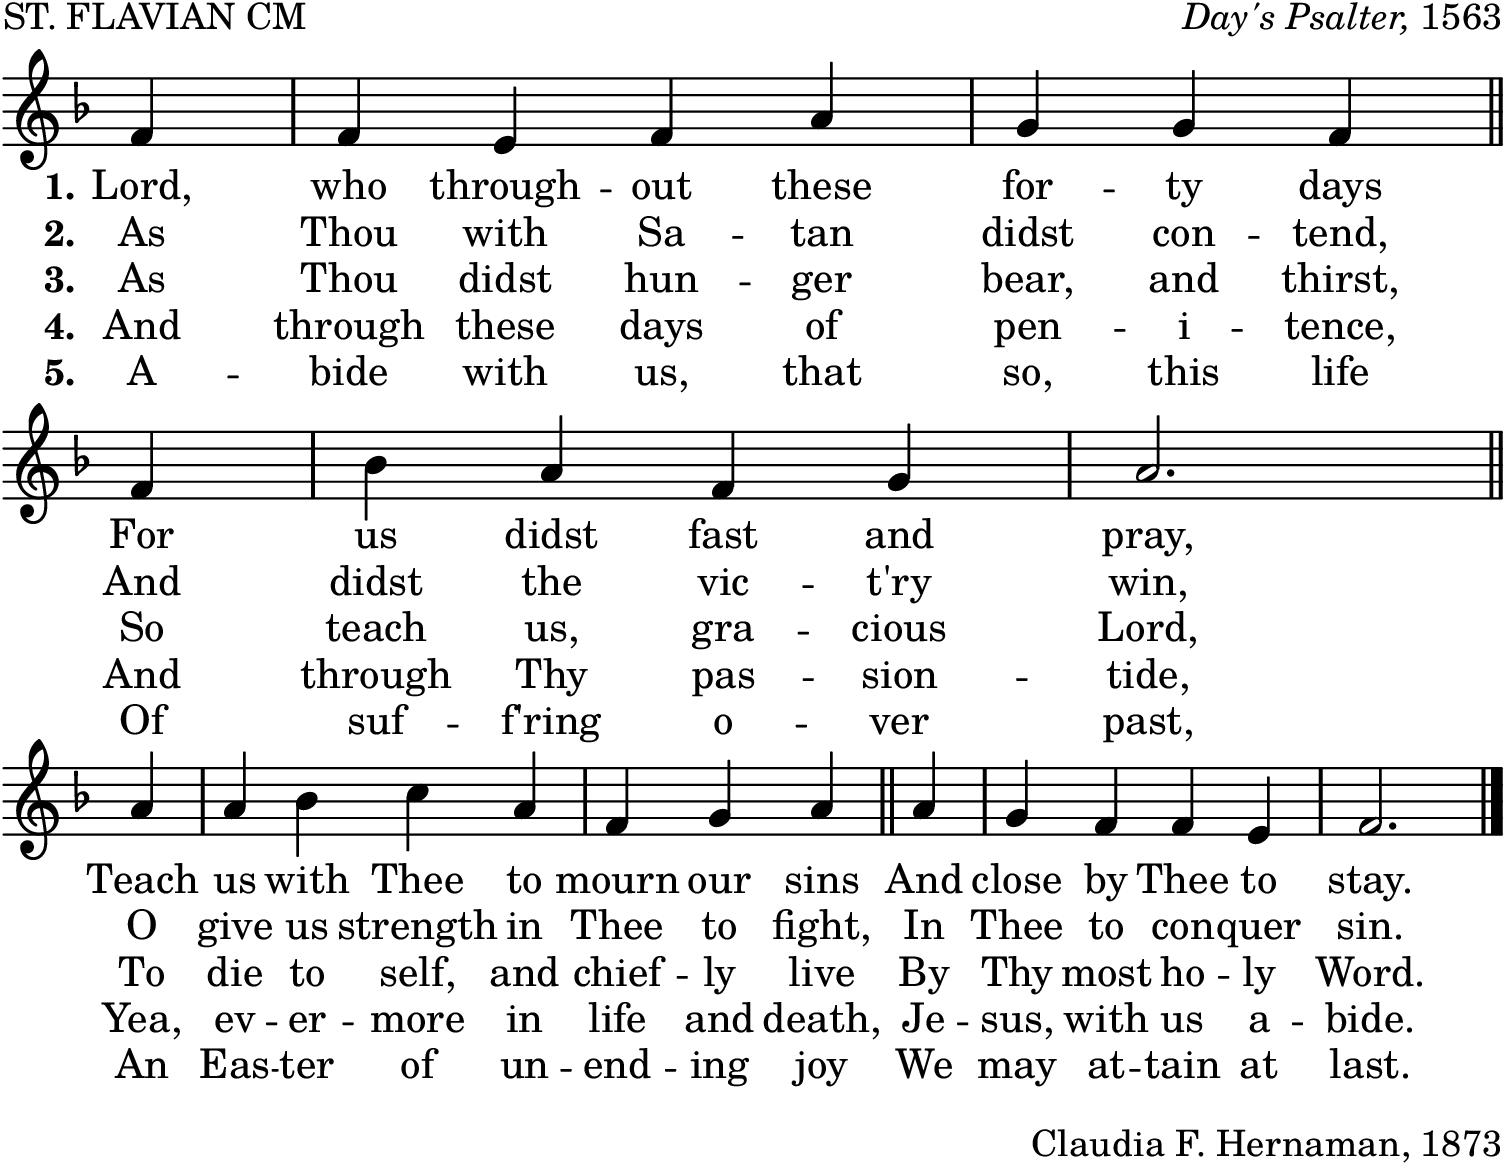 ST. FLAVIAN CM Day's Psalter, 1563
1. Lord, who through - out these for - ty days
2. As Thou with Sa - tan didst con - tend,
3. As Thou didst hun - ger bear, and thirst,
4. And through these days of pen - i - tence,
5. A - bide with us, that so, this life
For us didst fast and pray,
And didst the vic - t'ry win,
So teach us, gra - cious Lord,
And through Thy pas - sion - tide,
Of suf - f'ring o - ver past,
Teach us with Thee to mourn our sins And close by Thee to stay.
O give us strength in Thee to fight, In Thee to conquer sin.
To die to self, and chief - ly live By Thy most ho - ly Word.
Yea, ev - er - more in life and death, Je - sus, with us a - bide.
An Eas - ter of un - end - ing joy We may at - tain at last.
Claudia F. Hernaman, 1873